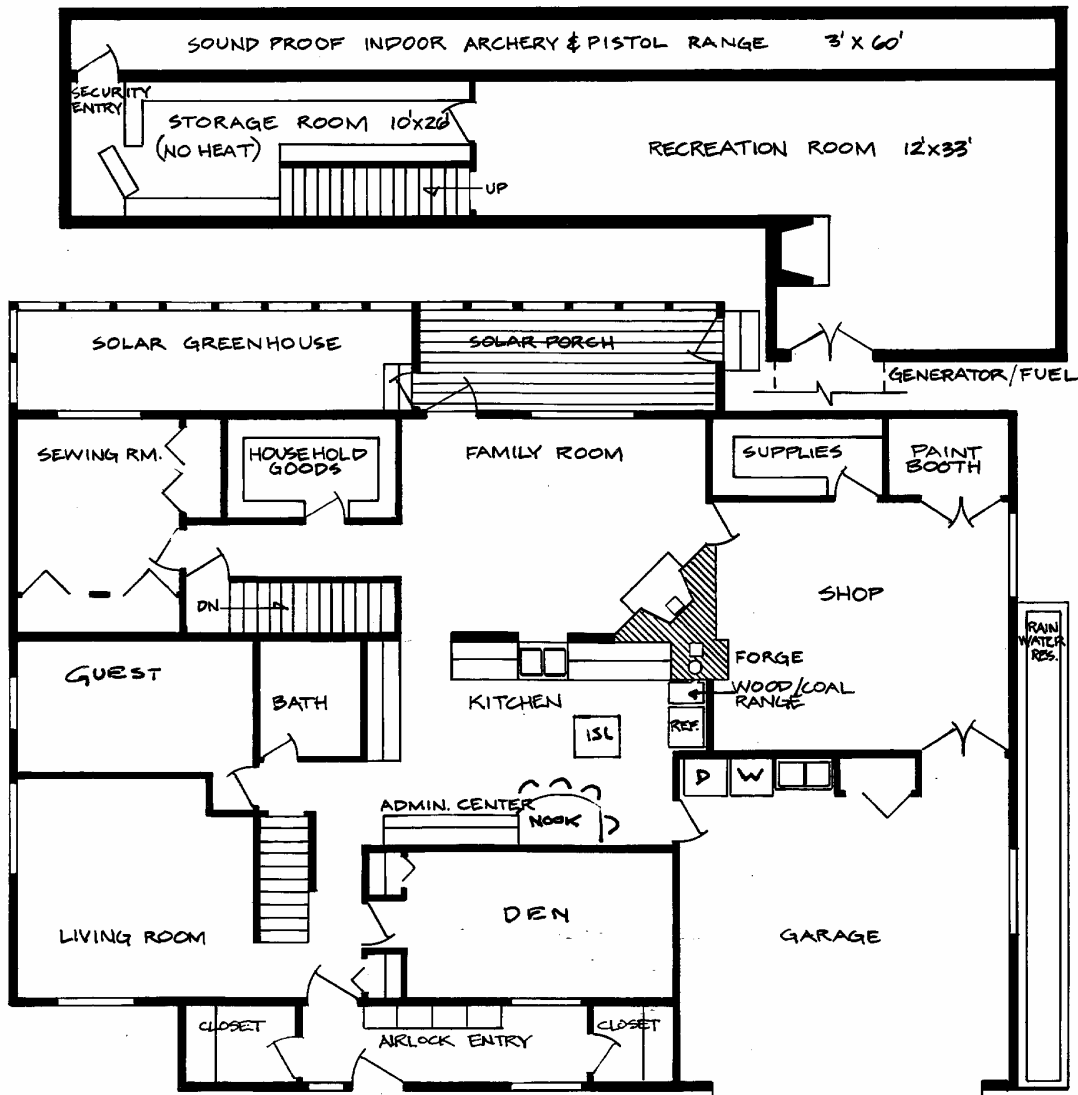 SOUND PROOF INDOOR ARCHERY & PISTOL RANGE 3' X 60'
SECURITY
ENTRY
STORAGE ROOM 10'X26'
(NO HEAT)
UP
RECREATION ROOM 12'X33'
GENERATOR/FUEL
SOLAR GREENHOUSE
SOLAR PORCH
SEWING RM.
HOUSEHOLD
GOODS
FAMILY ROOM
SUPPLIES
PAINT
BOOTH
DN
SHOP
RAIN
WATER
RES.
GUEST
BATH
KITCHEN
FORGE
WOOD/COAL
RANGE
ISL
REF.
D
W
ADMIN. CENTER
NOOK
DEN
LIVING ROOM
GARAGE
CLOSET
AIRLOCK ENTRY
CLOSET